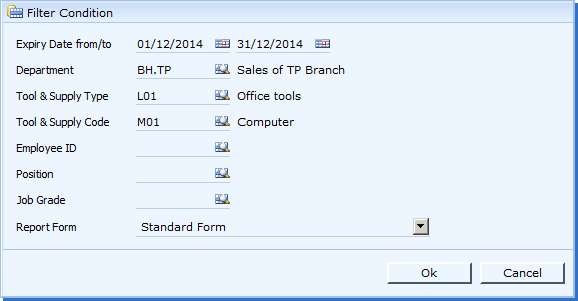 Filter Condition
Expiry Date from/to 01/12/2014 31/12/2014
Department BH.TP Sales of TP Branch
Tool & Supply Type L01 Office tools
Tool & Supply Code M01 Computer
Employee ID
Position
Job Grade
Report Form Standard Form
Ok Cancel